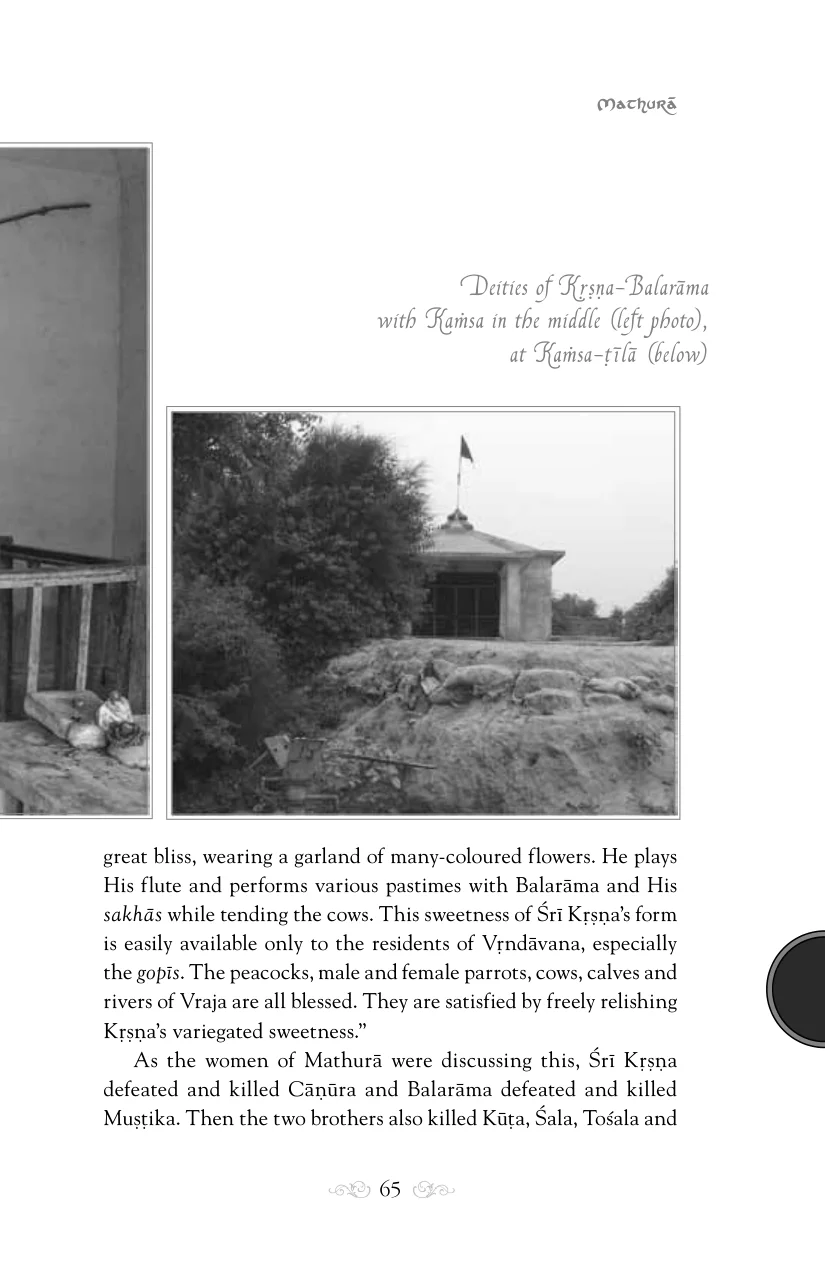 Mathurā
Deities of Kṛṣṇa-Balarāma
with Kaṁsa in the middle (left photo),
at Kaṁsa-ṭīlā (below)
great bliss, wearing a garland of many-coloured flowers. He plays
His flute and performs various pastimes with Balarāma and His
sakhās while tending the cows. This sweetness of Śrī Kṛṣṇa’s form
is easily available only to the residents of Vṛndāvana, especially
the gopīs. The peacocks, male and female parrots, cows, calves and
rivers of Vraja are all blessed. They are satisfied by freely relishing
Kṛṣṇa’s variegated sweetness.”
As the women of Mathurā were discussing this, Śrī Kṛṣṇa
defeated and killed Cāṇūra and Balarāma defeated and killed
Muṣṭika. Then the two brothers also killed Kūṭa, Śala, Tośala and
65